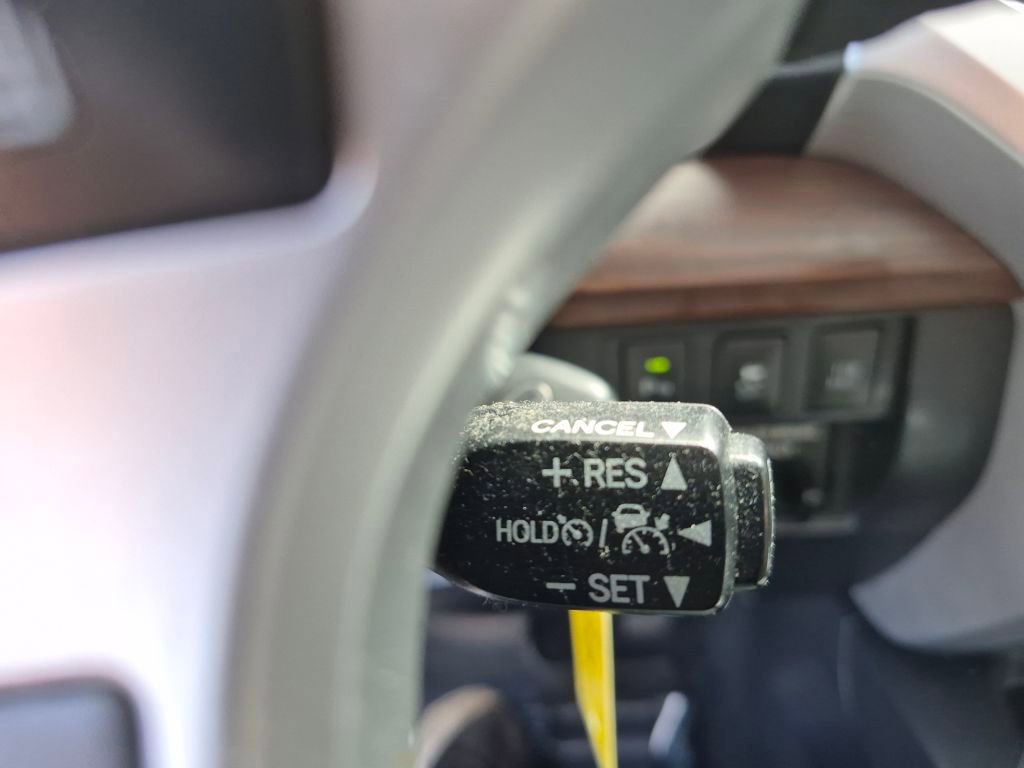 CANCEL ▼
+ RES ▲
HOLD / ◀
− SET ▼